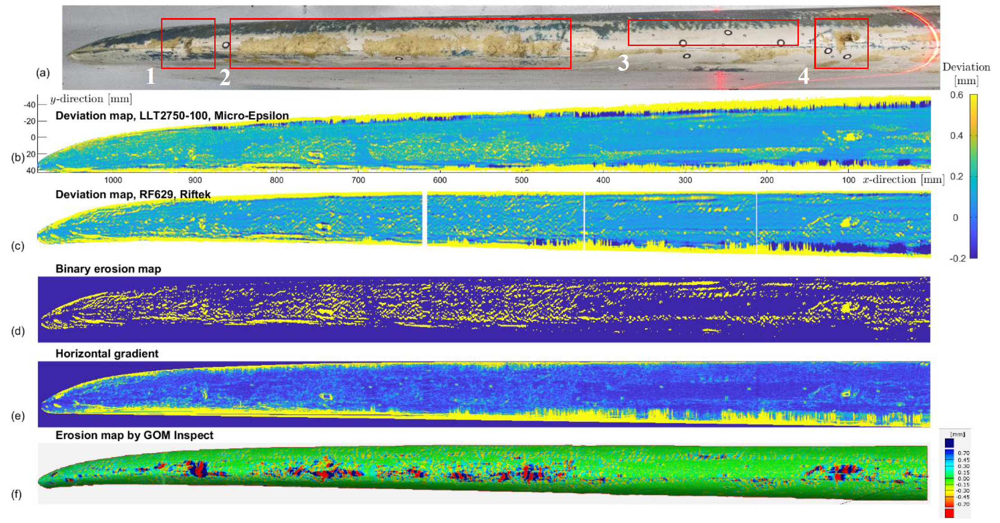 1
2
3
4
(a)
Deviation
[mm]
y-direction [mm]
0.6
0.4
0.2
0
-0.2
-40
-20
0
20
40
Deviation map, LLT2750-100, Micro-Epsilon
(b)
1000 900 800 700 600 500 400 300 200 100 x-direction [mm]
Deviation map, RF629, Riftek
(c)
Binary erosion map
(d)
Horizontal gradient
(e)
Erosion map by GOM Inspect
(f)
[mm]
0.70
0.45
0.30
0.15
0.00
-0.15
-0.30
-0.45
-0.70